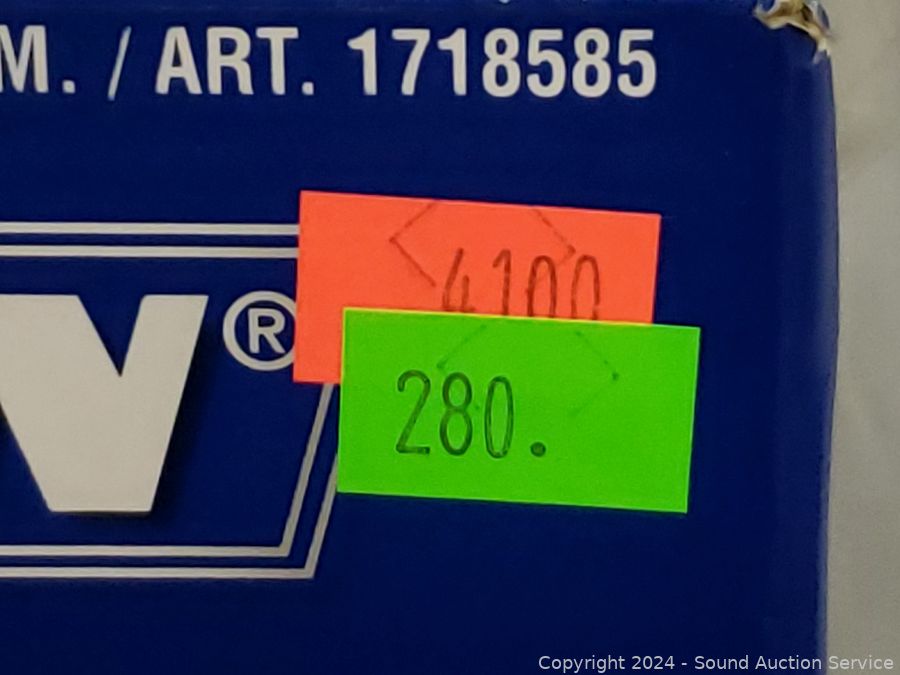 M. / ART. 1718585
4100
W®
280.
Copyright 2024 - Sound Auction Service